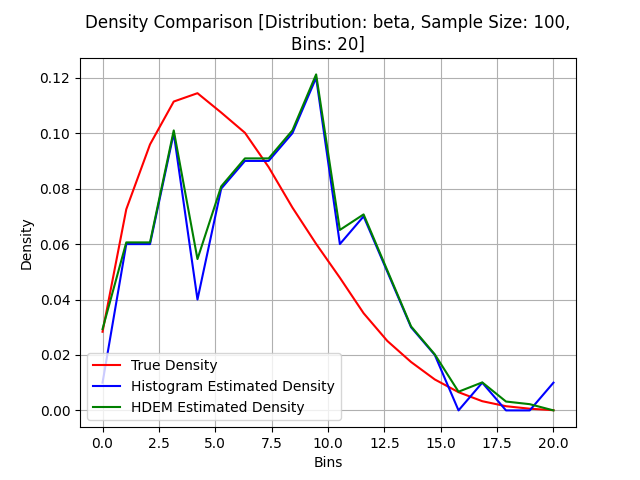 Density Comparison [Distribution: beta, Sample Size: 100,
Bins: 20]
Density
0.12
0.10
0.08
0.06
0.04
0.02
0.00
True Density
Histogram Estimated Density
HDEM Estimated Density
0.0 2.5 5.0 7.5 10.0 12.5 15.0 17.5 20.0
Bins